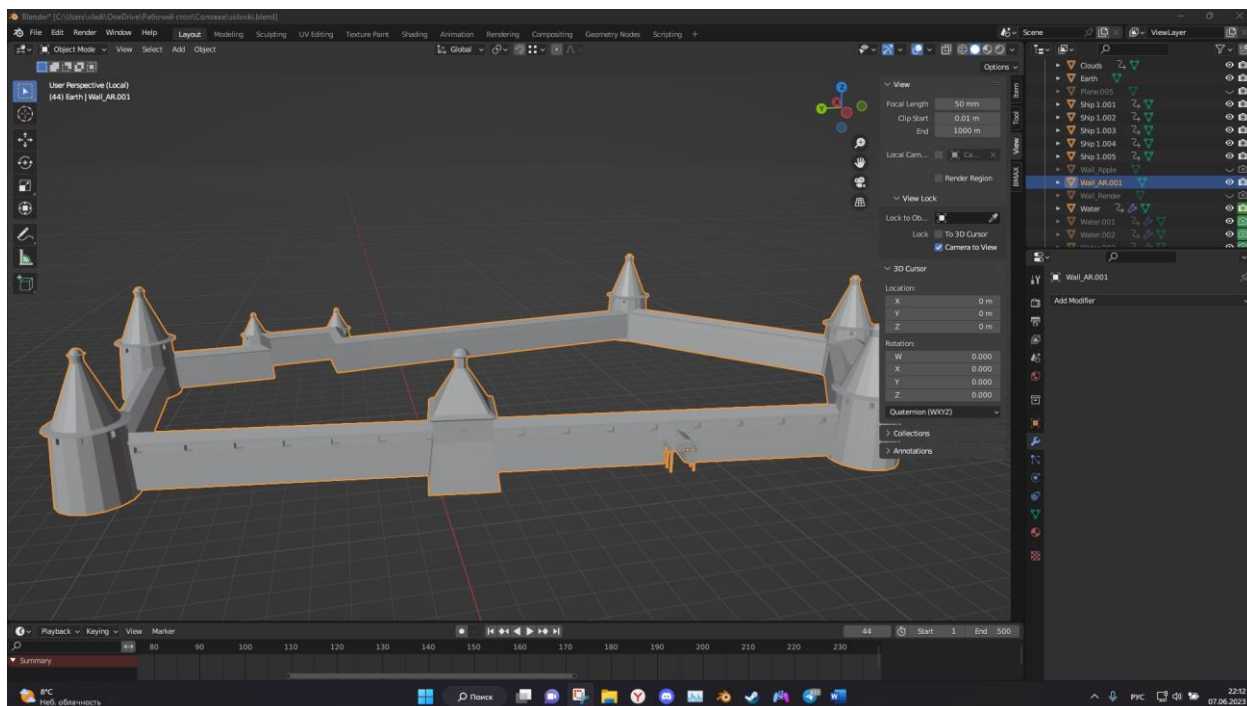 Blender* [C:\Users\vladi\OneDrive\Рабочий стол\Соловки\solovki.blend]
File Edit Render Window Help Layout Modeling Sculpting UV Editing Texture Paint Shading Animation Rendering Compositing Geometry Nodes Scripting + Scene ViewLayer
Object Mode View Select Add Object Global
Options
User Perspective (Local)
(44) Earth | Wall_AR.001
X
Y
Z
View
Focal Length 50 mm
Clip Start 0.01 m
End 1000 m
Local Cam... Ca...
Render Region
View Lock
Lock to Ob...
Lock To 3D Cursor
Camera to View
3D Cursor
Location:
X 0 m
Y 0 m
Z 0 m
Rotation:
W 0.000
X 0.000
Y 0.000
Z 0.000
Quaternion (WXYZ)
Collections
Annotations
Item
Tool
View
BMAX
Clouds
Earth
Plane.005
Ship 1.001
Ship 1.002
Ship 1.003
Ship 1.004
Ship 1.005
Wall_Apple
Wall_AR.001
Wall_Render
Water
Water.001
Water.002
Wall_AR.001
Add Modifier
Playback Keying View Marker 44 Start 1 End 500
80 90 100 110 120 130 140 150 160 170 180 190 200 210 220 230
Summary
8°C
Неб. облачность
Поиск
РУС
22:12
07.06.2023